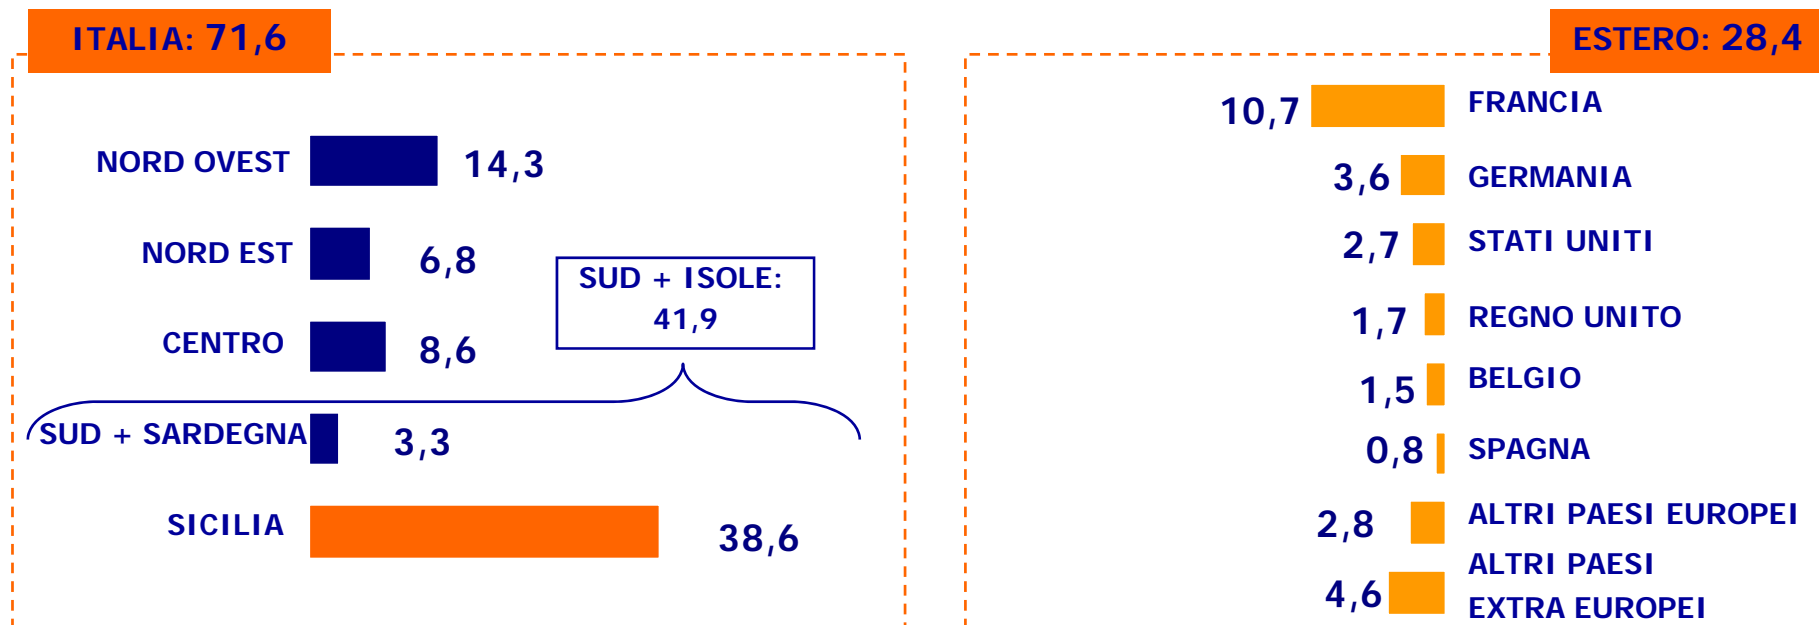 ITALIA: 71,6
NORD OVEST 14,3
NORD EST 6,8
SUD + ISOLE:
41,9
CENTRO 8,6
SUD + SARDEGNA 3,3
SICILIA 38,6
ESTERO: 28,4
10,7 FRANCIA
3,6 GERMANIA
2,7 STATI UNITI
1,7 REGNO UNITO
1,5 BELGIO
0,8 SPAGNA
2,8 ALTRI PAESI EUROPEI
ALTRI PAESI
4,6 EXTRA EUROPEI